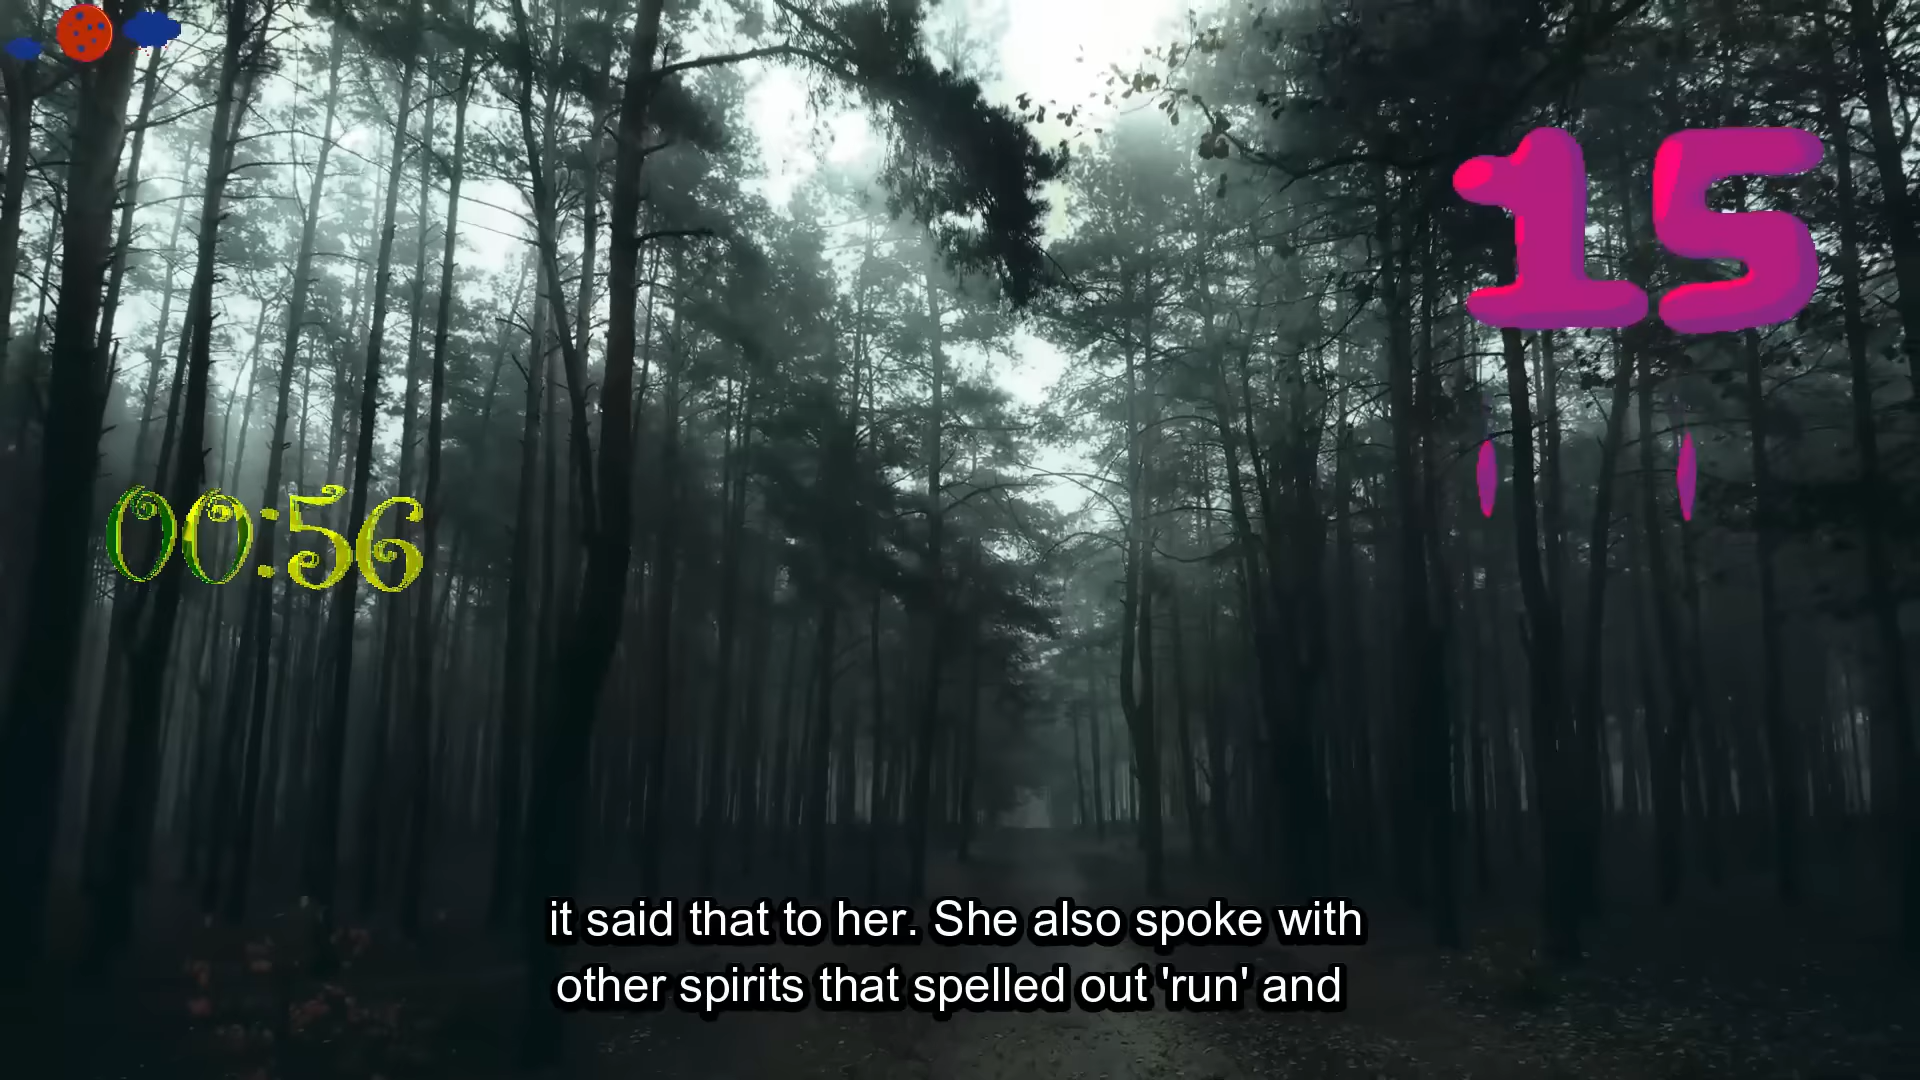 15
00:56
it said that to her. She also spoke with
other spirits that spelled out 'run' and